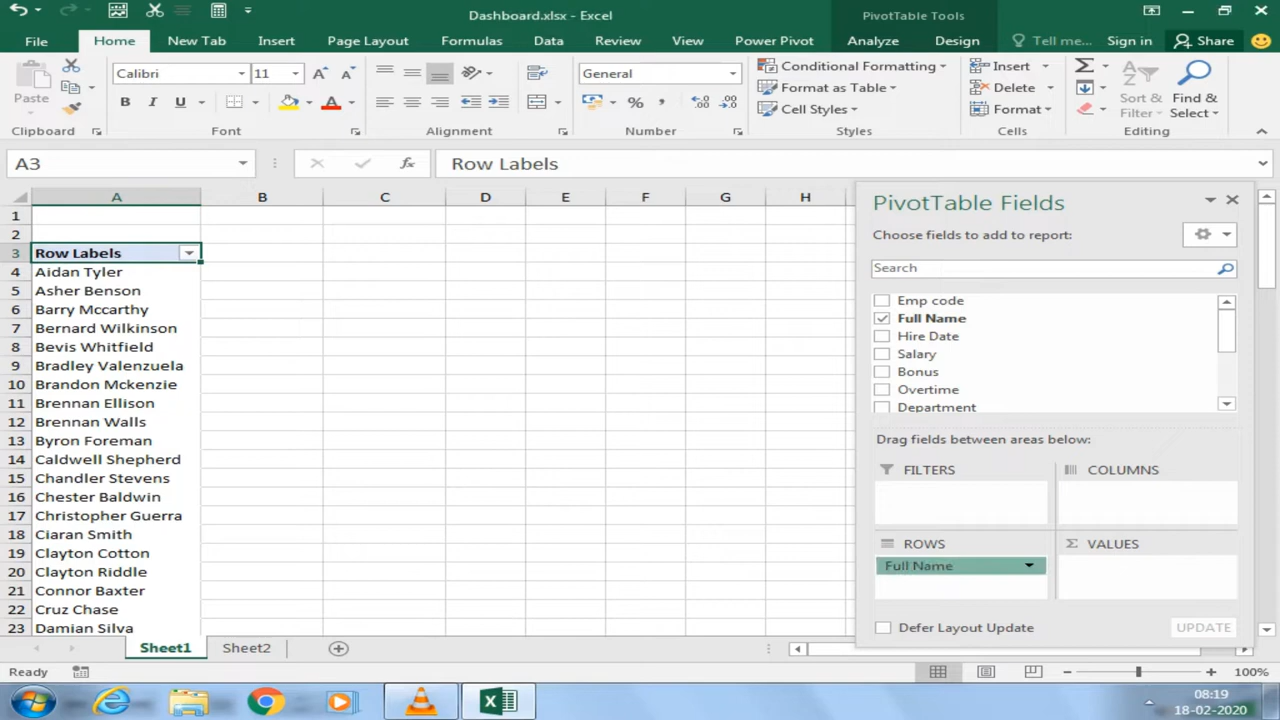 Dashboard.xlsx - Excel
PivotTable Tools
File
Home
New Tab
Insert
Page Layout
Formulas
Data
Review
View
Power Pivot
Analyze
Design
Tell me...
Sign in
Share
Paste
Calibri
11
B I U
A
General
%
,
Conditional Formatting
Format as Table
Cell Styles
Insert
Delete
Format
Sort &
Filter
Find &
Select
Clipboard
Font
Alignment
Number
Styles
Cells
Editing
A3
fx
Row Labels
A B C D E F G H
1
2
3 Row Labels
4 Aidan Tyler
5 Asher Benson
6 Barry Mccarthy
7 Bernard Wilkinson
8 Bevis Whitfield
9 Bradley Valenzuela
10 Brandon Mckenzie
11 Brennan Ellison
12 Brennan Walls
13 Byron Foreman
14 Caldwell Shepherd
15 Chandler Stevens
16 Chester Baldwin
17 Christopher Guerra
18 Ciaran Smith
19 Clayton Cotton
20 Clayton Riddle
21 Connor Baxter
22 Cruz Chase
23 Damian Silva
PivotTable Fields
Choose fields to add to report:
Search
Emp code
Full Name
Hire Date
Salary
Bonus
Overtime
Department
Drag fields between areas below:
FILTERS
COLUMNS
ROWS
Σ VALUES
Full Name
Defer Layout Update
UPDATE
Sheet1
Sheet2
Ready
100%
08:19
18-02-2020